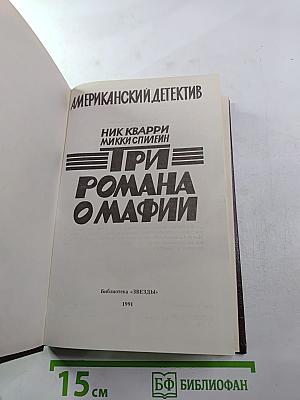 АМЕРИКАНСКИЙ ДЕТЕКТИВ
НИК КВАРРИ
МИККИ СПИЛЕЙН
ТРИ
РОМАНА
О МАФИИ
Библиотека «ЗВЕЗДЫ»
1991
15 см
БФ БИБЛИОФАН